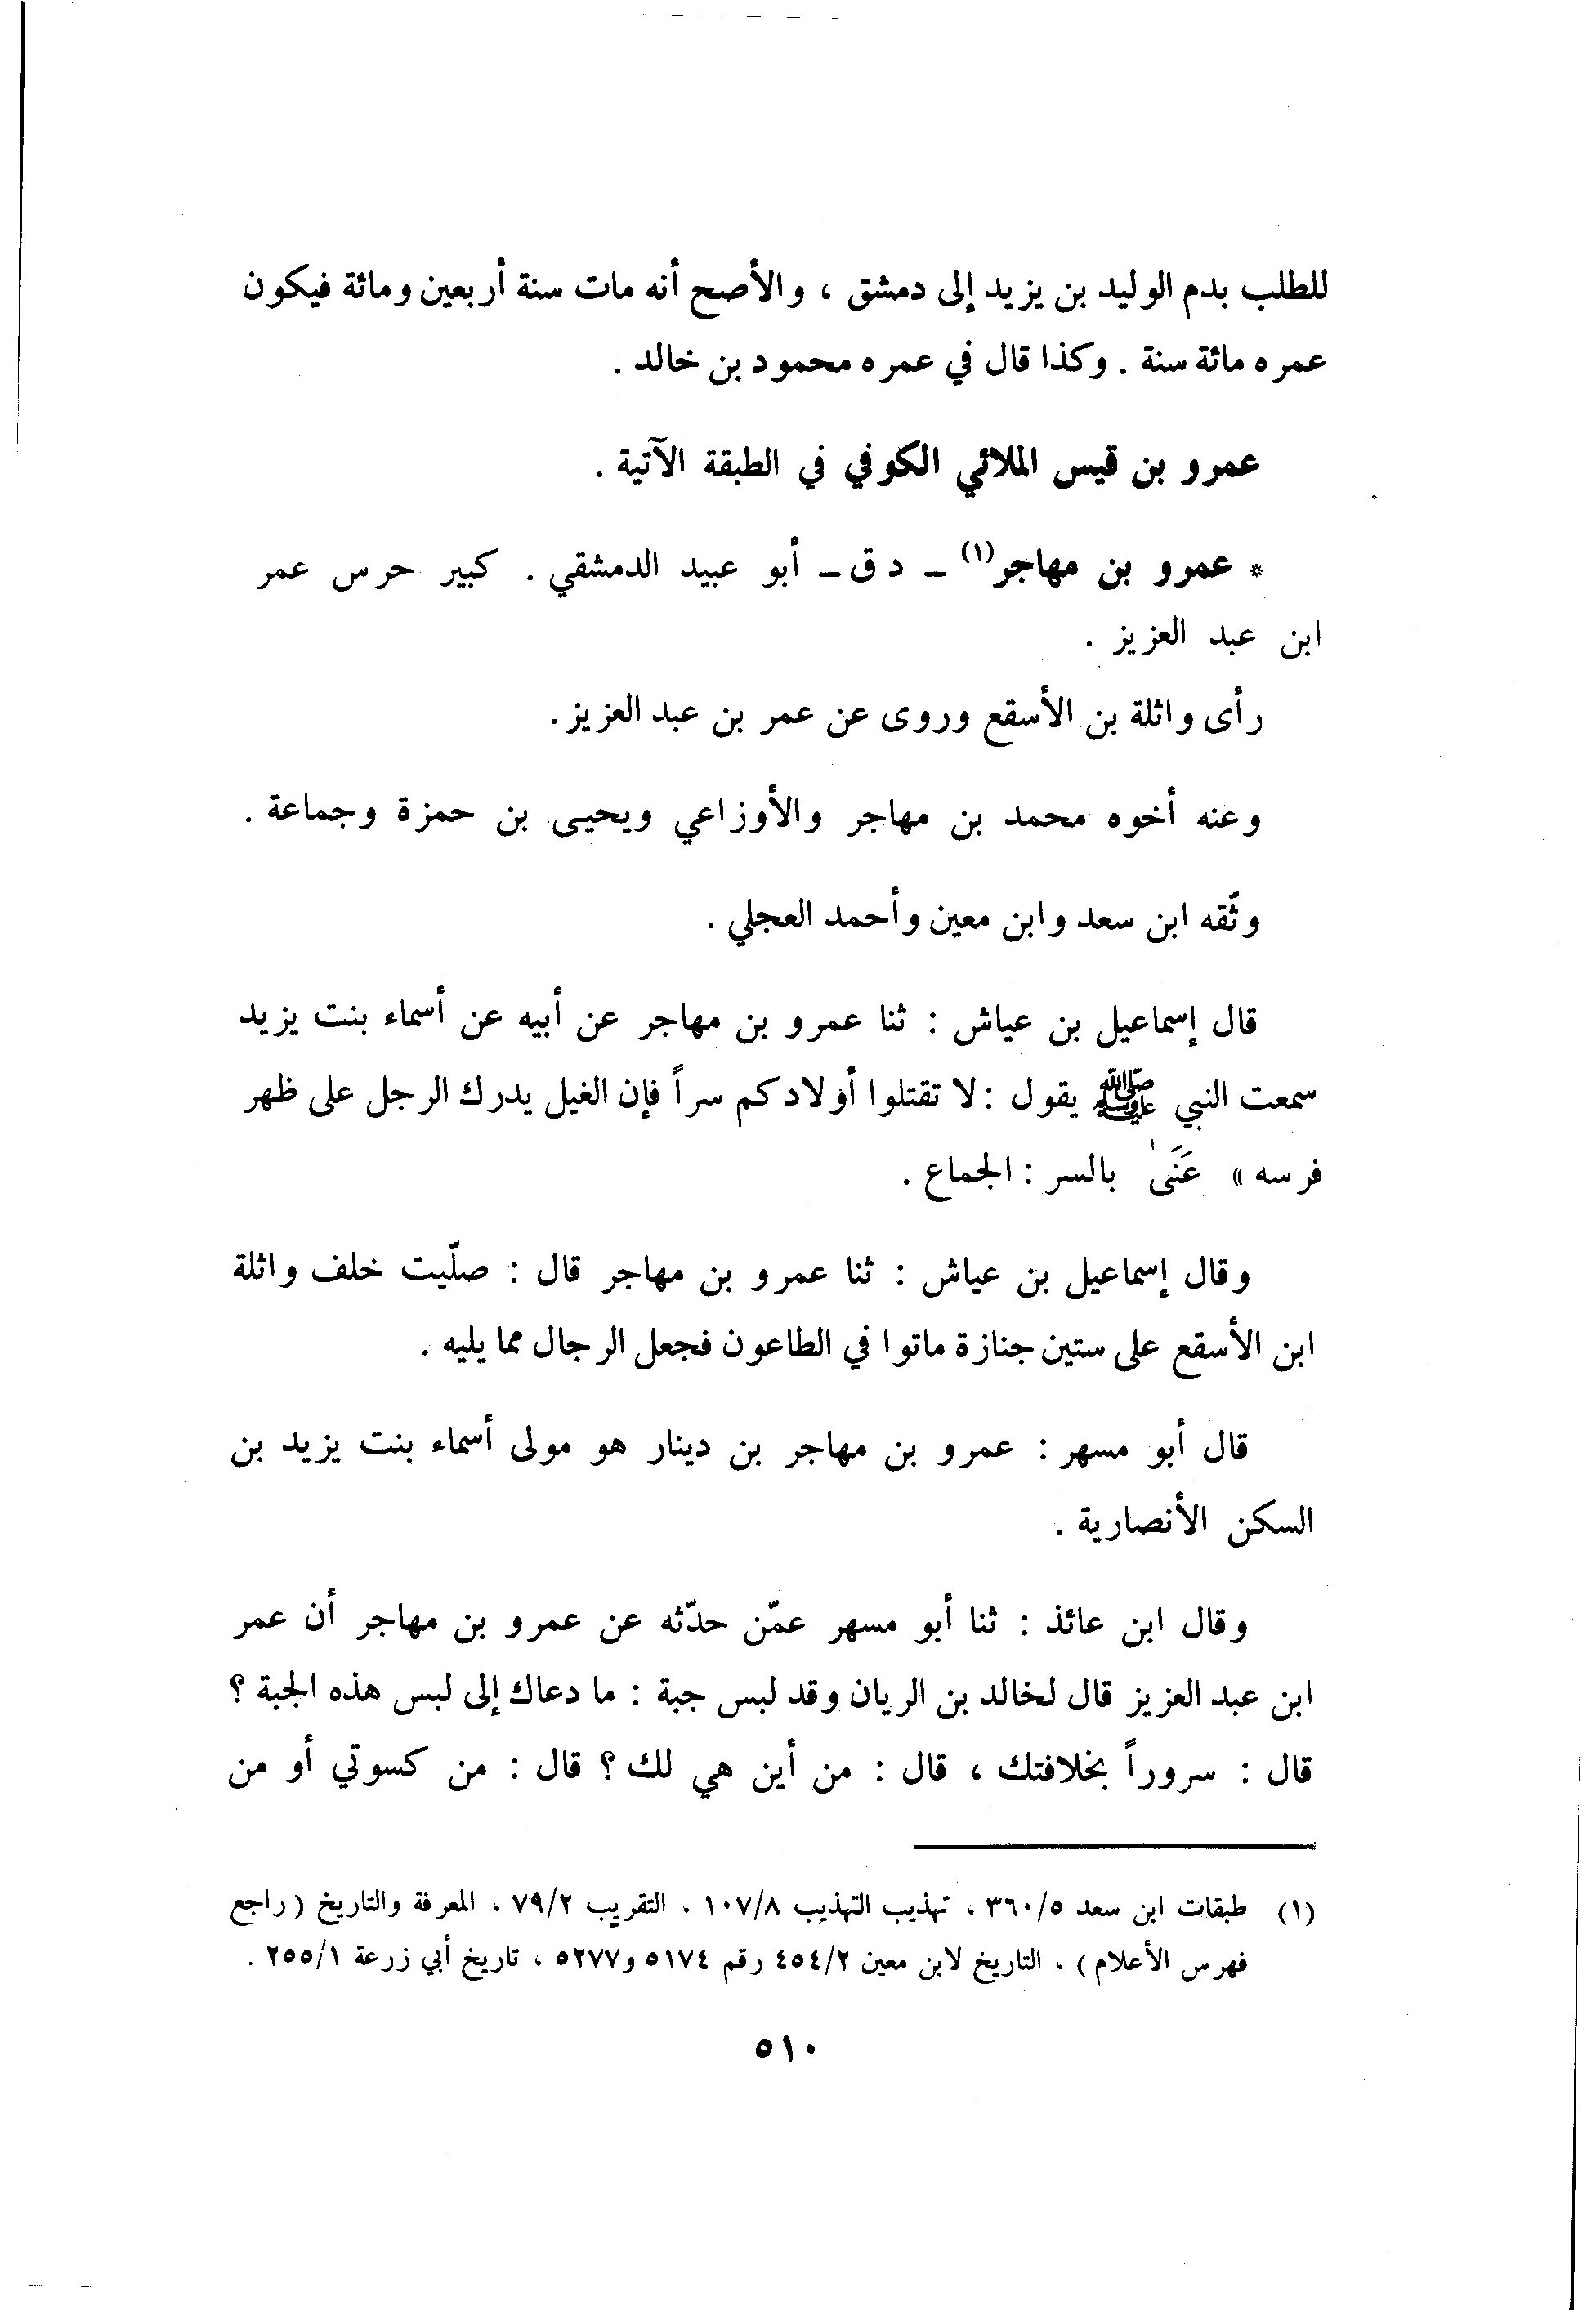 للطلب بدم الوليد بن يزيد إلى دمشق ، والأصح أنه مات سنة أربعين ومائة فيكون
عمره مائة سنة . وكذا قال في عمره محمود بن خالد .
عمرو بن قيس الملائي الكوفي في الطبقة الآتية .
* عمرو بن مهاجر(١) ـ د ق ـ أبو عبيد الدمشقي . كبير حرس عمر
ابن عبد العزيز .
رأى واثلة بن الأسقع وروى عن عمر بن عبد العزيز .
وعنه أخوه محمد بن مهاجر والأوزاعي ويحيى بن حمزة وجماعة .
وثّقه ابن سعد وابن معين وأحمد العجلي .
قال إسماعيل بن عياش : ثنا عمرو بن مهاجر عن أبيه عن أسماء بنت يزيد
سمعت النبي ﷺ يقول : لا تقتلوا أولادكم سراً فإن الغيل يدرك الرجل على ظهر
فرسه » عَنَىٰ بالسر : الجماع .
وقال إسماعيل بن عياش : ثنا عمرو بن مهاجر قال : صلّيت خلف واثلة
ابن الأسقع على ستين جنازة ماتوا في الطاعون فجعل الرجال مما يليه .
قال أبو مسهر : عمرو بن مهاجر بن دينار هو مولى أسماء بنت يزيد بن
السكن الأنصارية .
وقال ابن عائذ : ثنا أبو مسهر عمّن حدّثه عن عمرو بن مهاجر أن عمر
ابن عبد العزيز قال لخالد بن الريان وقد لبس جبة : ما دعاك إلى لبس هذه الجبة ؟
قال : سروراً بخلافتك ، قال : من أين هي لك ؟ قال : من كسوتي أو من
(١) طبقات ابن سعد ٣٦٠/٥ ، تهذيب التهذيب ١٠٧/٨ ، التقريب ٧٩/٢ ، المعرفة والتاريخ (راجع
فهرس الأعلام) ، التاريخ لابن معين ٤٥٤/٢ رقم ٥١٧٤ و٥٢٧٧ ، تاريخ أبي زرعة ٢٥٥/١ .
٥١٠